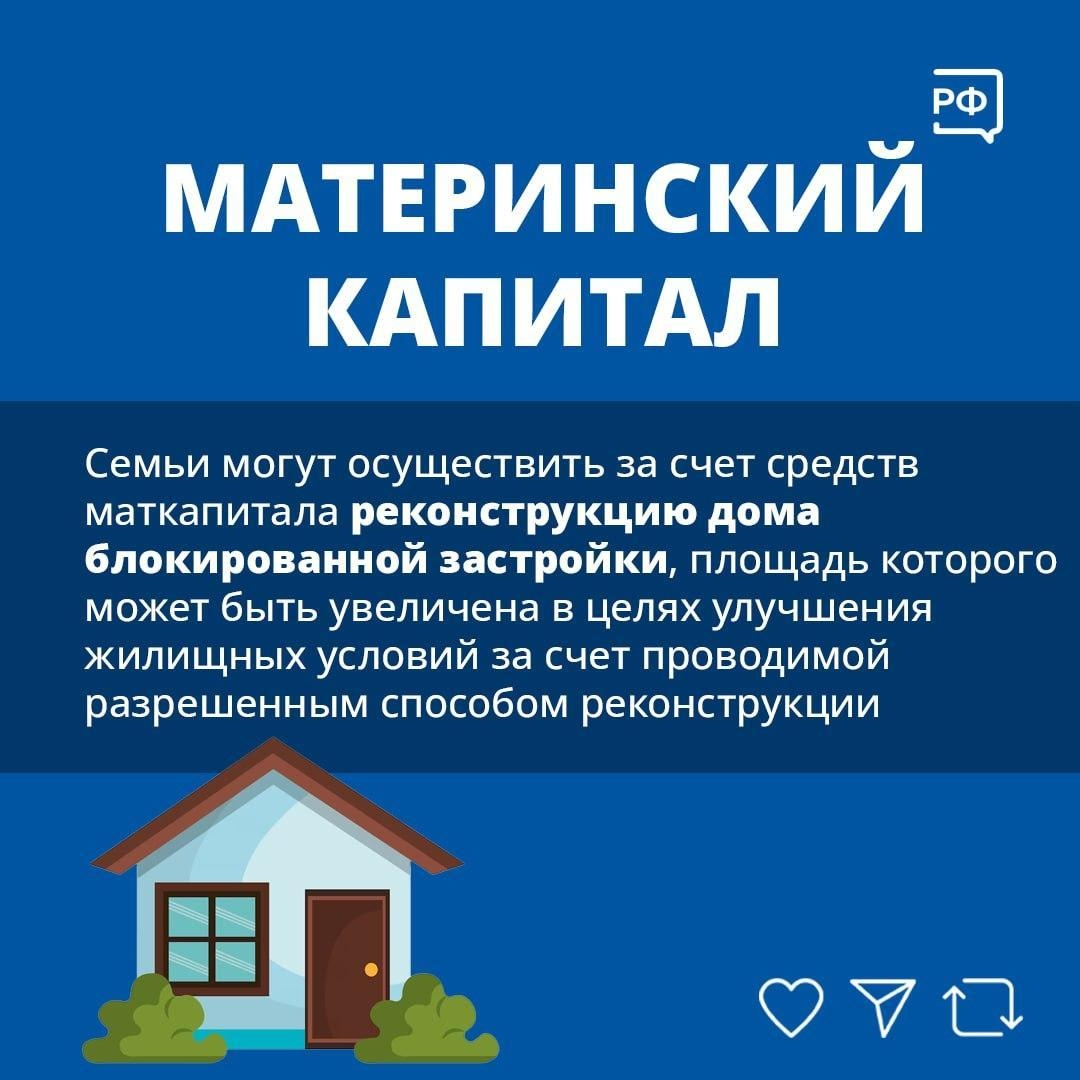 РФ
МАТЕРИНСКИЙ
КАПИТАЛ
Семьи могут осуществить за счет средств
маткапитала реконструкцию дома
блокированной застройки, площадь которого
может быть увеличена в целях улучшения
жилищных условий за счет проводимой
разрешенным способом реконструкции